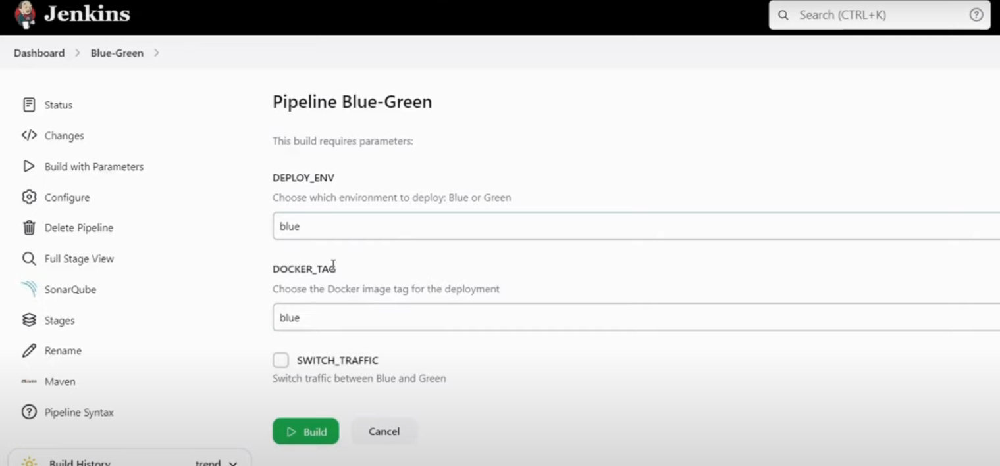 Jenkins
Search (CTRL+K)
Dashboard > Blue-Green >
Status
Changes
Build with Parameters
Configure
Delete Pipeline
Full Stage View
SonarQube
Stages
Rename
Maven
Pipeline Syntax
Build History trend
Pipeline Blue-Green
This build requires parameters:
DEPLOY_ENV
Choose which environment to deploy: Blue or Green
blue
DOCKER_TAG
Choose the Docker image tag for the deployment
blue
SWITCH_TRAFFIC
Switch traffic between Blue and Green
Build
Cancel